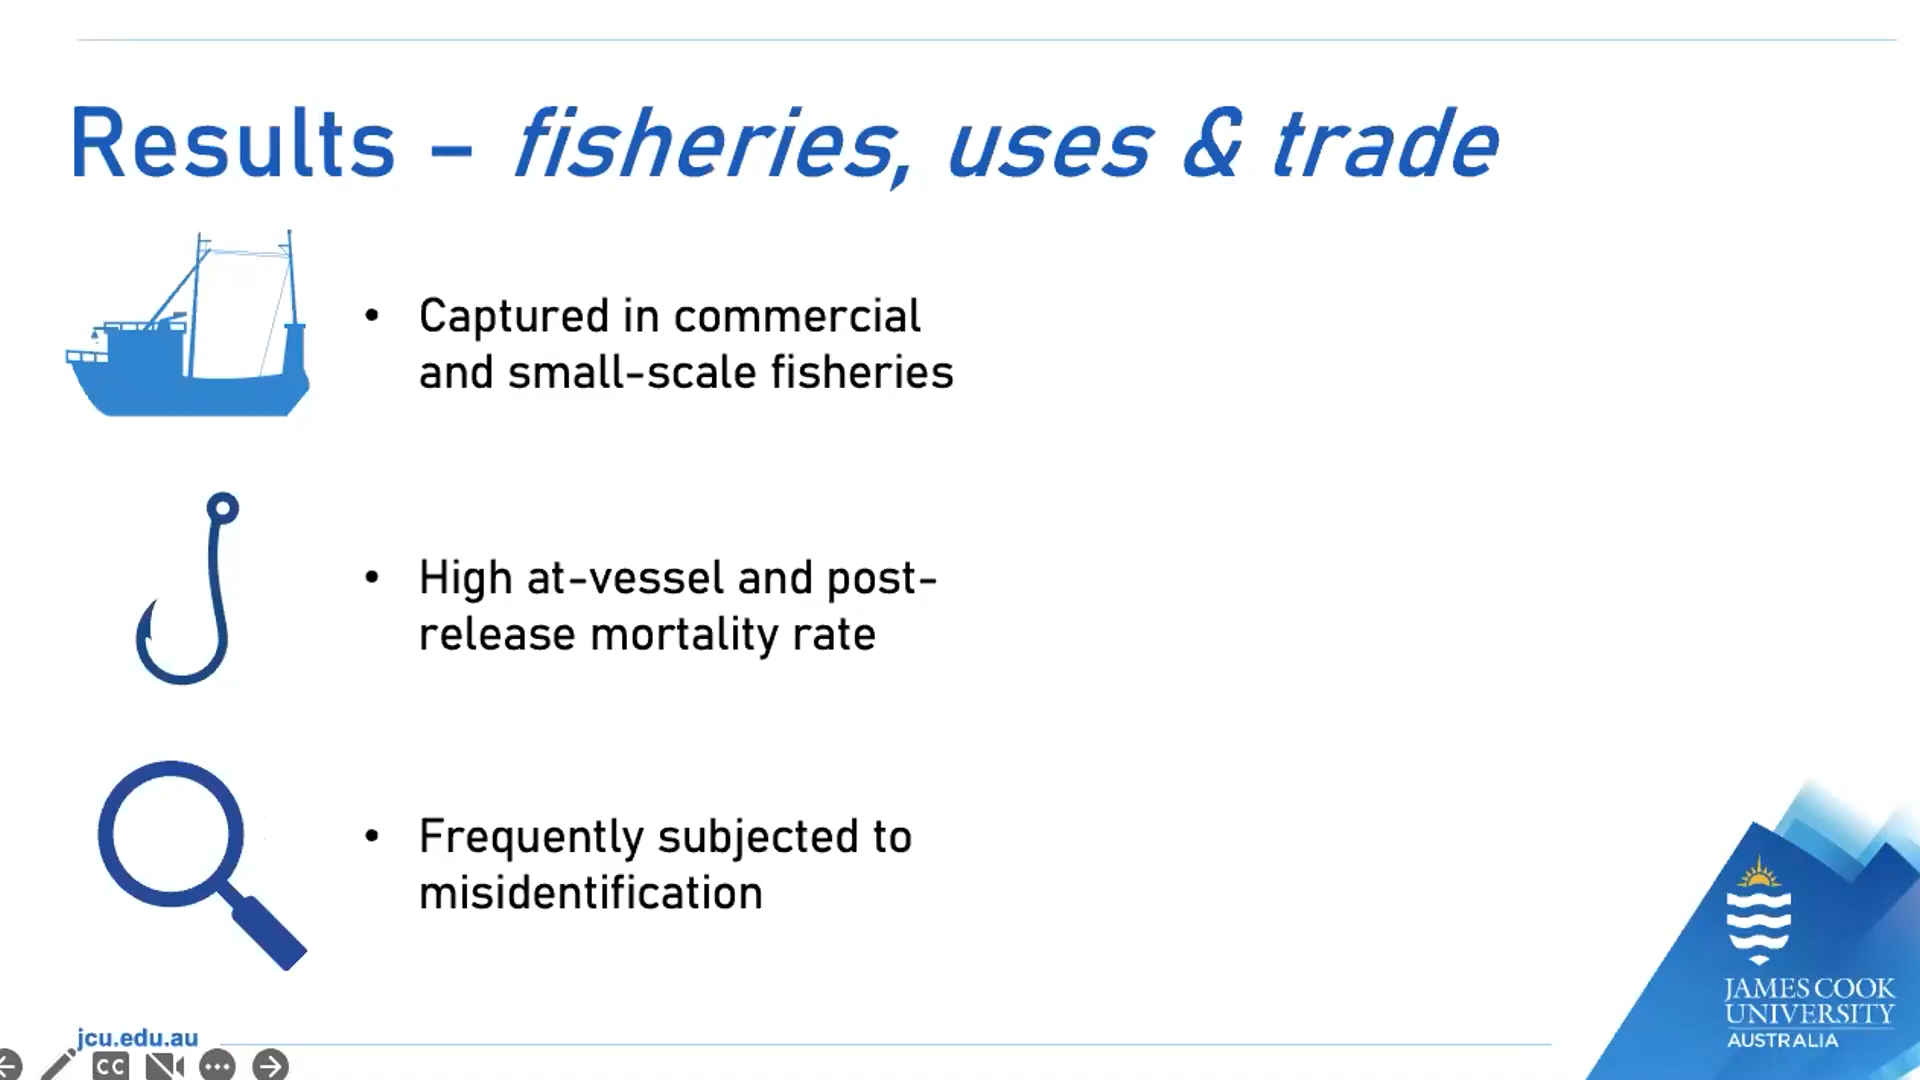 Results – fisheries, uses & trade
• Captured in commercial
and small-scale fisheries
• High at-vessel and post-
release mortality rate
• Frequently subjected to
misidentification
jcu.edu.au
CC
JAMES COOK
UNIVERSITY
AUSTRALIA